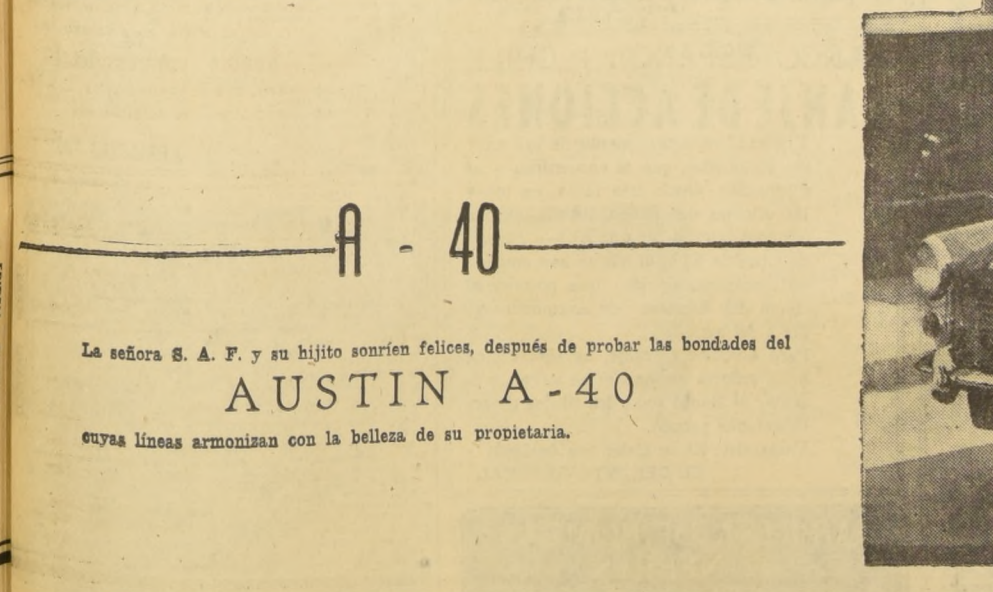 A - 40
La señora S. A. F. y su hijito sonríen felices, después de probar las bondades del
AUSTIN A-40
cuyas líneas armonizan con la belleza de su propietaria.